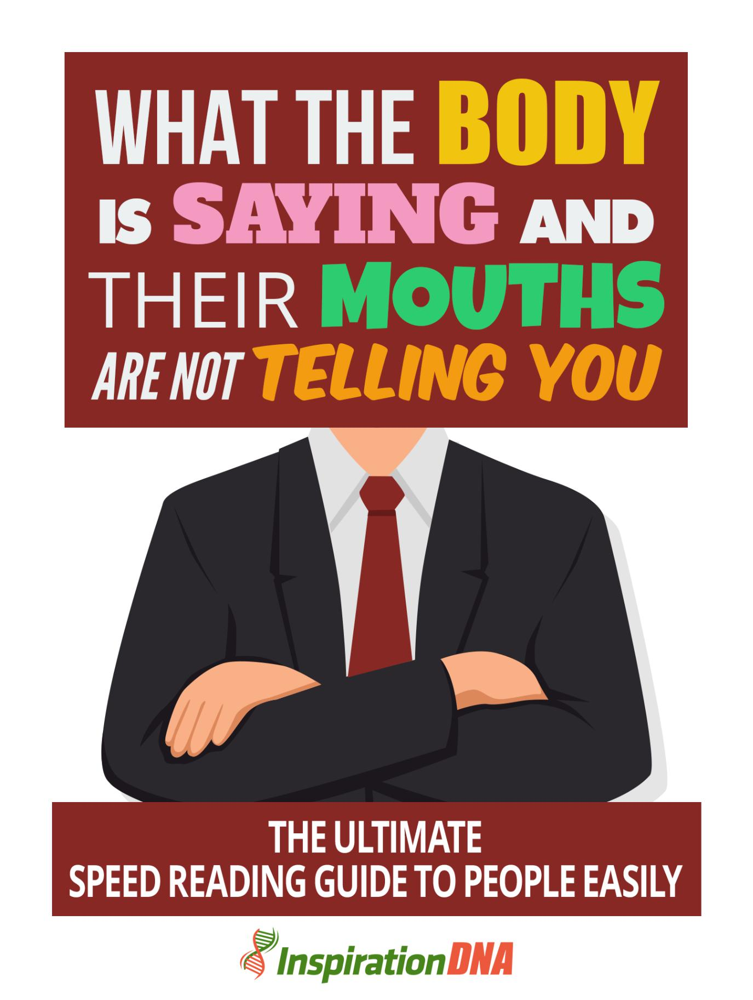 WHAT THE BODY
IS SAYING AND
THEIR MOUTHS
ARE NOT TELLING YOU
THE ULTIMATE
SPEED READING GUIDE TO PEOPLE EASILY
InspirationDNA